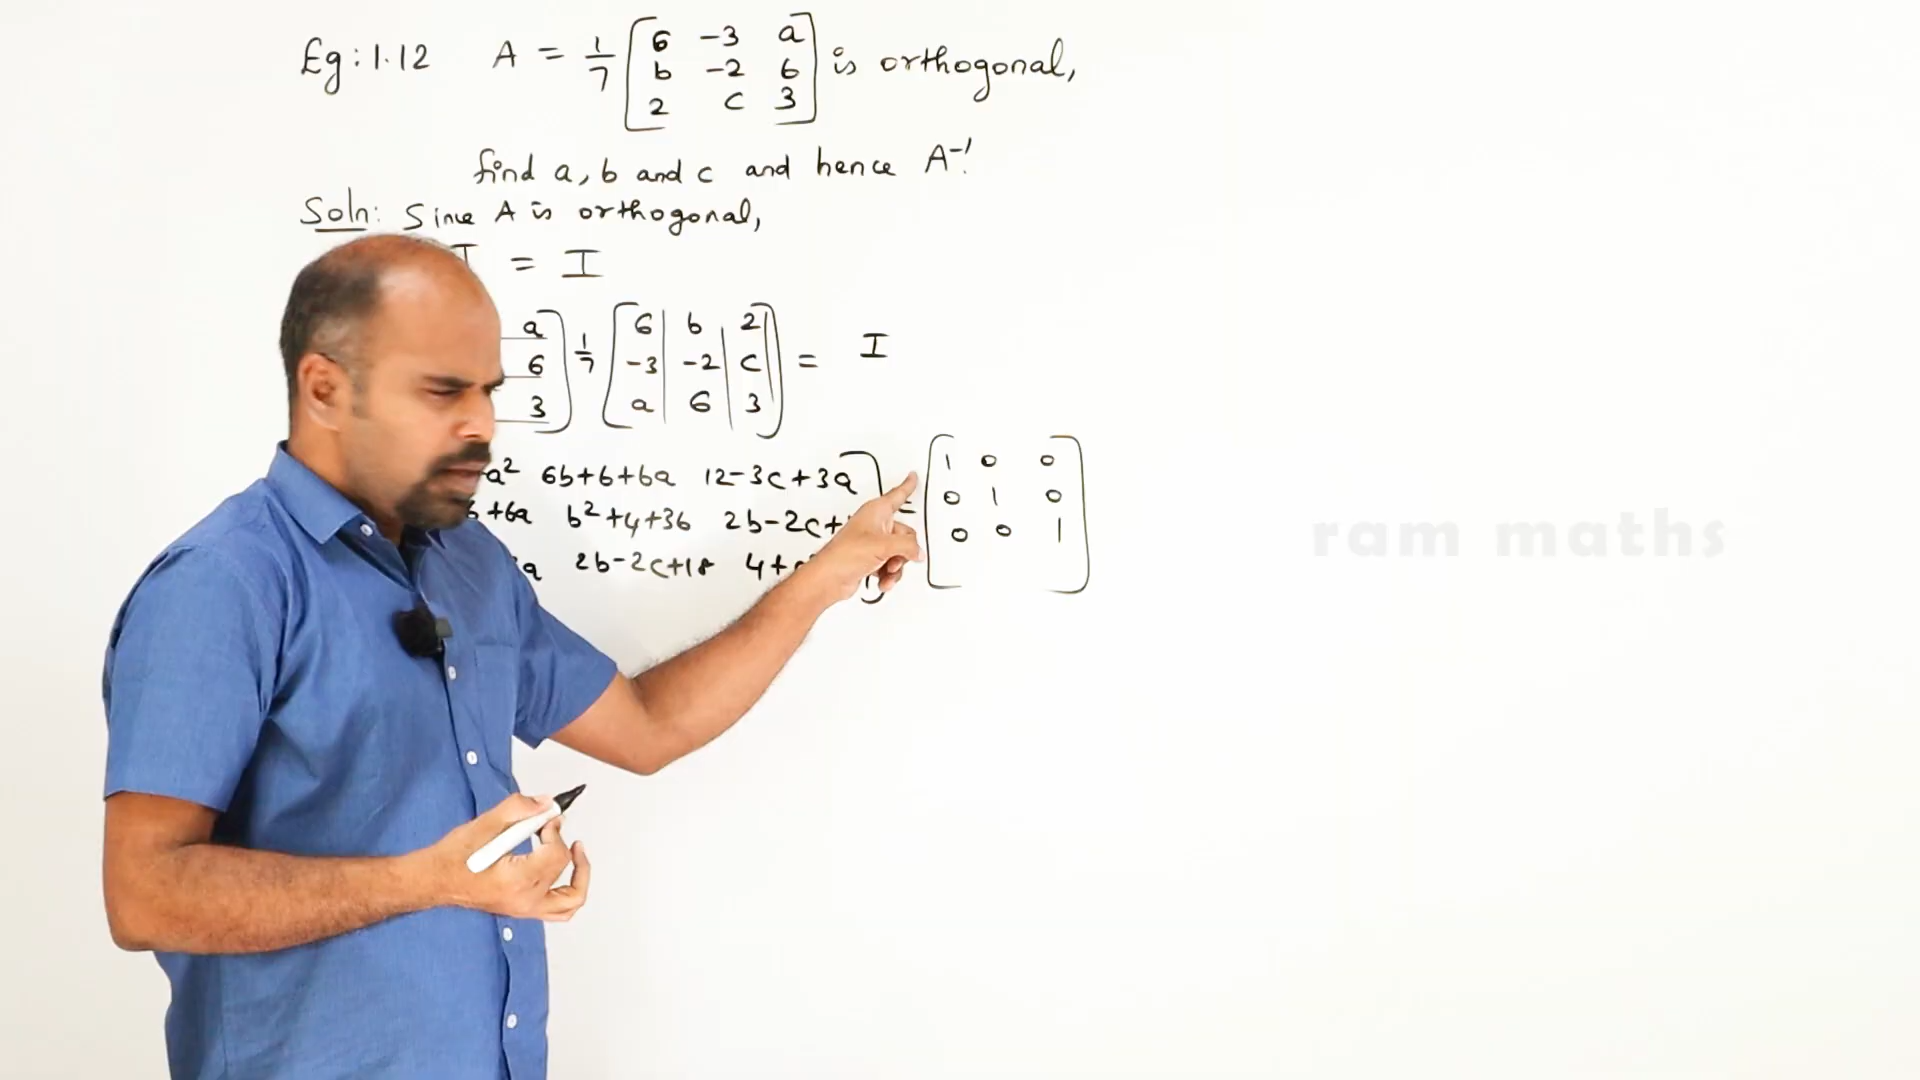 Eg: 1.12 A = 1/7 [6 -3 a is orthogonal,
b -2 6
2 c 3]
find a, b and c and hence A⁻¹.
Soln: Since A is orthogonal,
= I
a] 1/7 [6 b 2] = I
6 -3 -2 c
3 a 6 3
a² 6b+6+6a 12-3c+3a] = [1 0 0
+6a b²+4+36 2b-2c+ 0 1 0
a 2b-2c+18 4+ 0 0 1]
ram maths